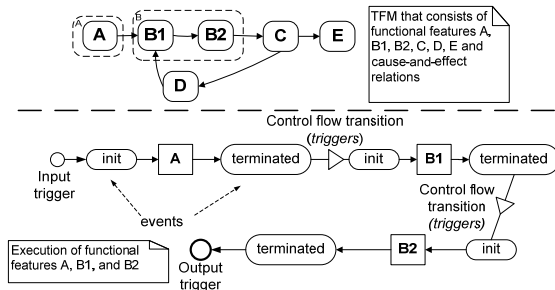 A
A
B
B1
B2
C
E
D
TFM that consists of
functional features A,
B1, B2, C, D, E and
cause-and-effect
relations
Control flow transition
(triggers)
init
A
terminated
init
B1
terminated
Input
trigger
events
Control flow
transition
(triggers)
Execution of functional
features A, B1, and B2
Output
trigger
terminated
B2
init